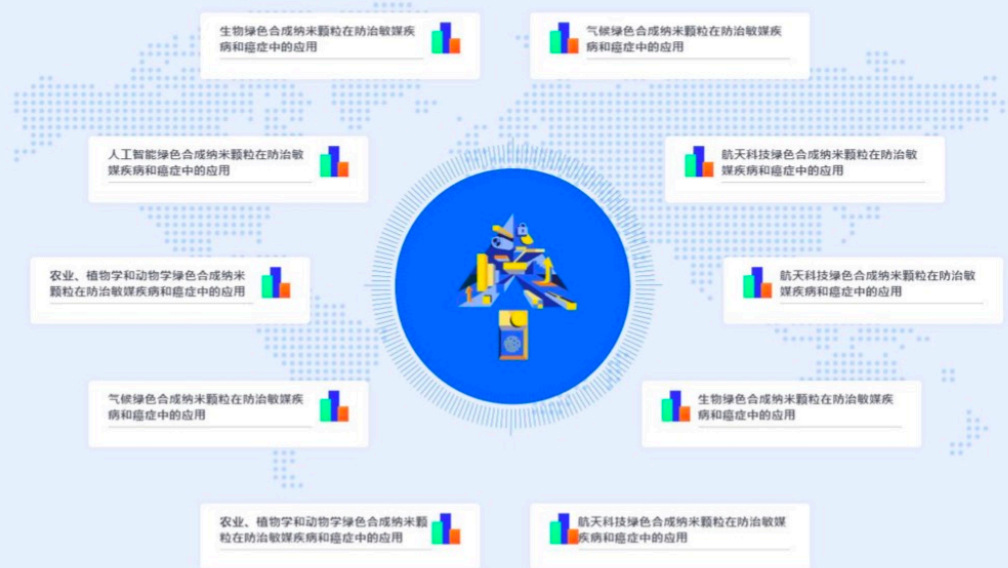 生物绿色合成纳米颗粒在防治敏媒疾
病和癌症中的应用
气候绿色合成纳米颗粒在防治敏媒疾
病和癌症中的应用
人工智能绿色合成纳米颗粒在防治敏
媒疾病和癌症中的应用
航天科技绿色合成纳米颗粒在防治敏
媒疾病和癌症中的应用
农业、植物学和动物学绿色合成纳米
颗粒在防治敏媒疾病和癌症中的应用
航天科技绿色合成纳米颗粒在防治敏
媒疾病和癌症中的应用
气候绿色合成纳米颗粒在防治敏媒疾
病和癌症中的应用
生物绿色合成纳米颗粒在防治敏媒疾
病和癌症中的应用
农业、植物学和动物学绿色合成纳米颗
粒在防治敏媒疾病和癌症中的应用
航天科技绿色合成纳米颗粒在防治敏媒
疾病和癌症中的应用